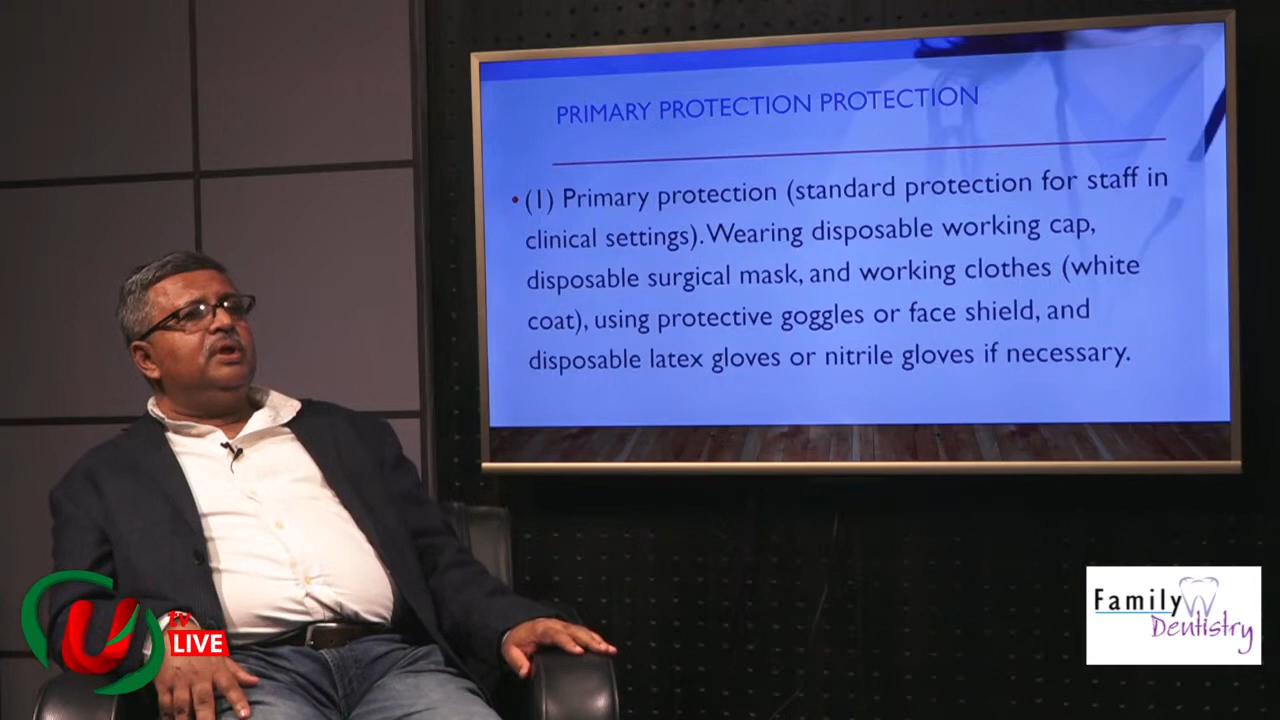 PRIMARY PROTECTION PROTECTION
• (1) Primary protection (standard protection for staff in
clinical settings). Wearing disposable working cap,
disposable surgical mask, and working clothes (white
coat), using protective goggles or face shield, and
disposable latex gloves or nitrile gloves if necessary.
U TV
LIVE
Family
Dentistry